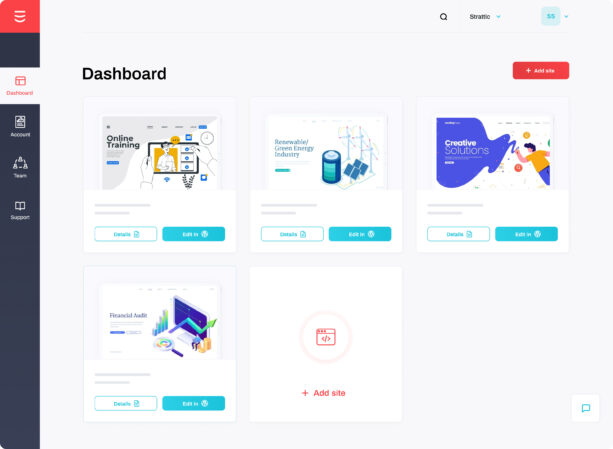 Strattic
SS
Dashboard
+ Add site
Dashboard
Account
Team
Support
Online
Training
Renewable/
Green Energy
Industry
Creative
Solutions
Details
Edit in
Details
Edit in
Details
Edit in
Financial Audit
Details
Edit in
+ Add site